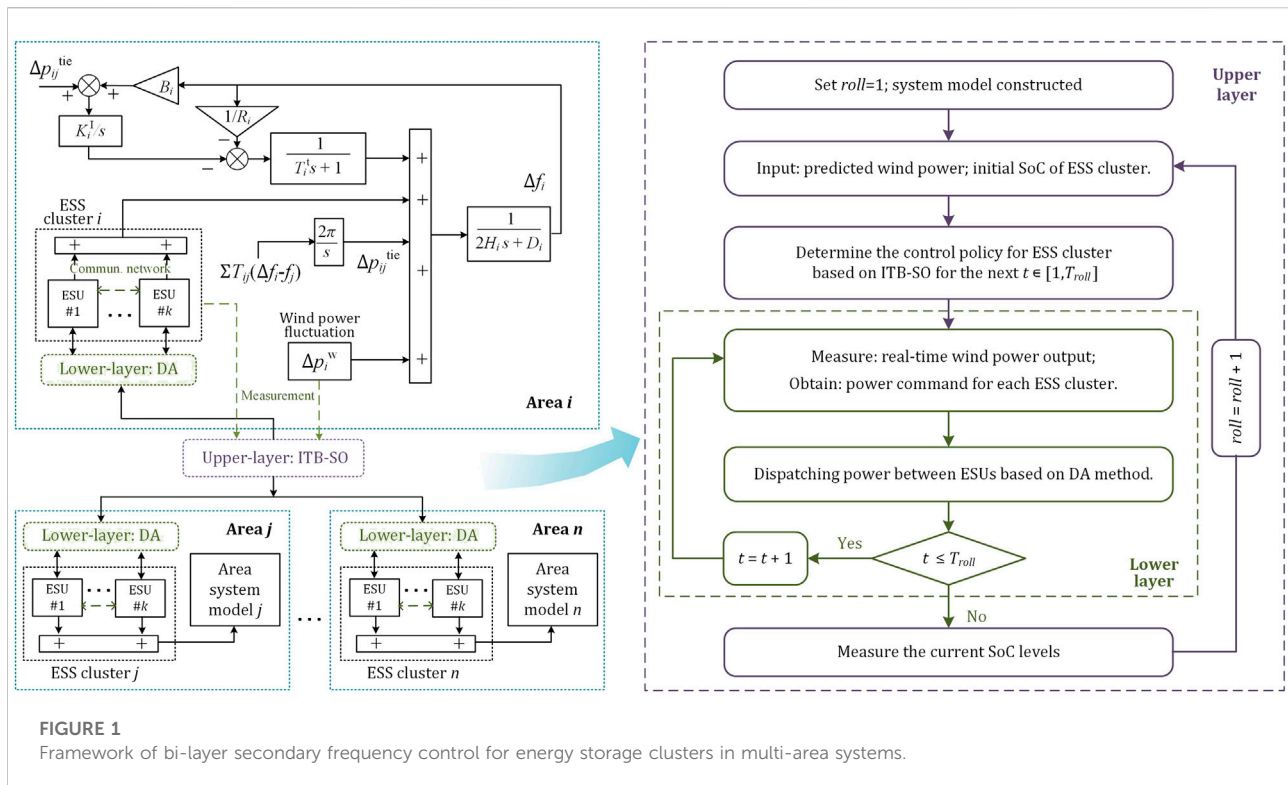 Δp_ij^tie
+
+
B_i
1/R_i
K_i^I/s
−
−
1
T_i^t s + 1
+
+
+
+
+
Δf_i
1
2H_i s + D_i
ESS
cluster i
+ +
Commun. network
ESU
#1
...
ESU
#k
Lower-layer: DA
ΣT_ij(Δf_i-f_j)
2π
s
Δp_ij^tie
Wind power
fluctuation
Δp_i^w
Measurement
Area i
Upper-layer: ITB-SO
Lower-layer: DA
Area j
ESU
#1
...
ESU
#k
+ +
ESS cluster j
Area
system
model j
...
Lower-layer: DA
Area n
ESU
#1
...
ESU
#k
+ +
ESS cluster n
Area
system
model n
Upper
layer
Set roll=1; system model constructed
Input: predicted wind power; initial SoC of ESS cluster.
Determine the control policy for ESS cluster
based on ITB-SO for the next t ∈ [1,T_roll]
Measure: real-time wind power output;
Obtain: power command for each ESS cluster.
Dispatching power between ESUs based on DA method.
t = t + 1
Yes
t ≤ T_roll
Lower
layer
No
Measure the current SoC levels
roll = roll + 1
FIGURE 1
Framework of bi-layer secondary frequency control for energy storage clusters in multi-area systems.